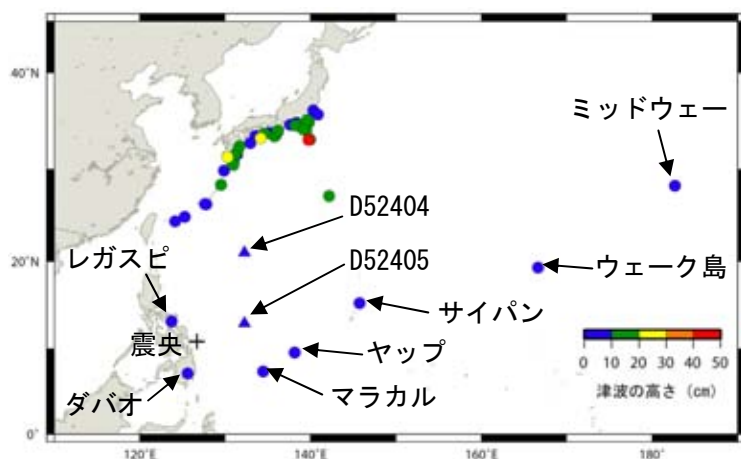 40°N
ミッドウェー
D52404
レガスピ
D52405
20°N
ウェーク島
サイパン
震央
ヤップ
ダバオ
マラカル
0 10 20 30 40 50
津波の高さ（cm）
0°
120°E
140°E
160°E
180°